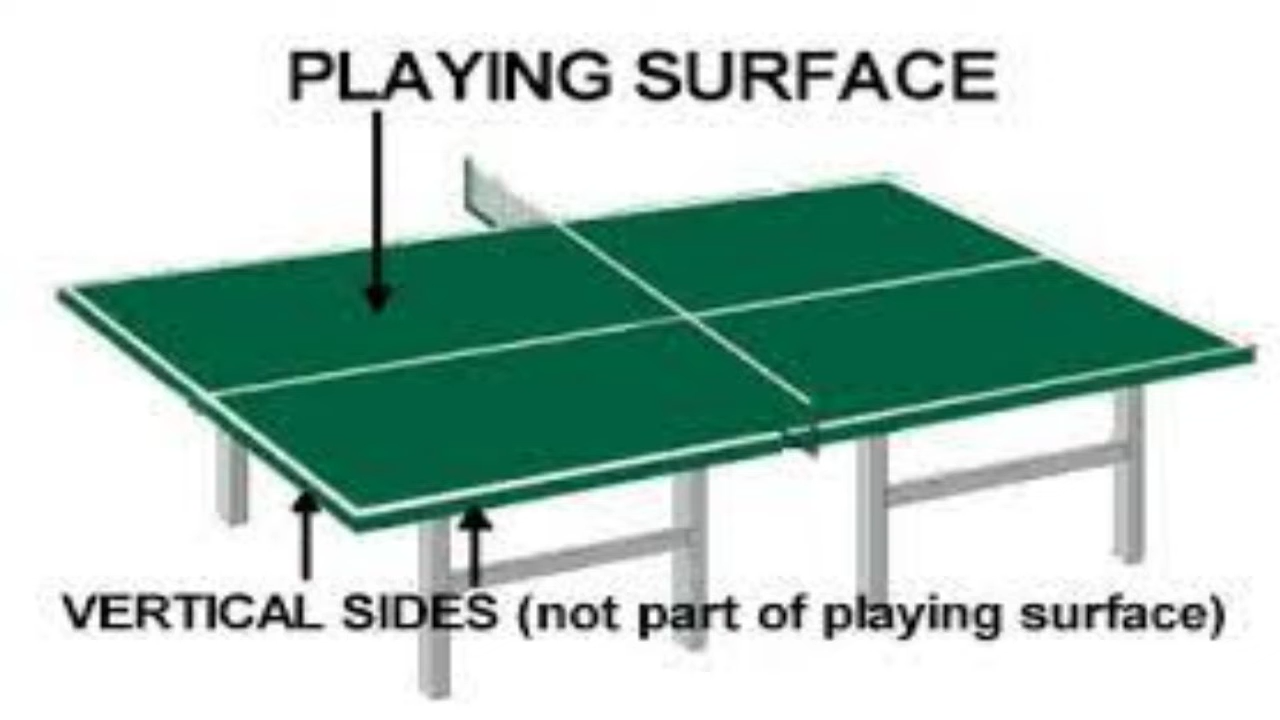 PLAYING SURFACE
VERTICAL SIDES (not part of playing surface)